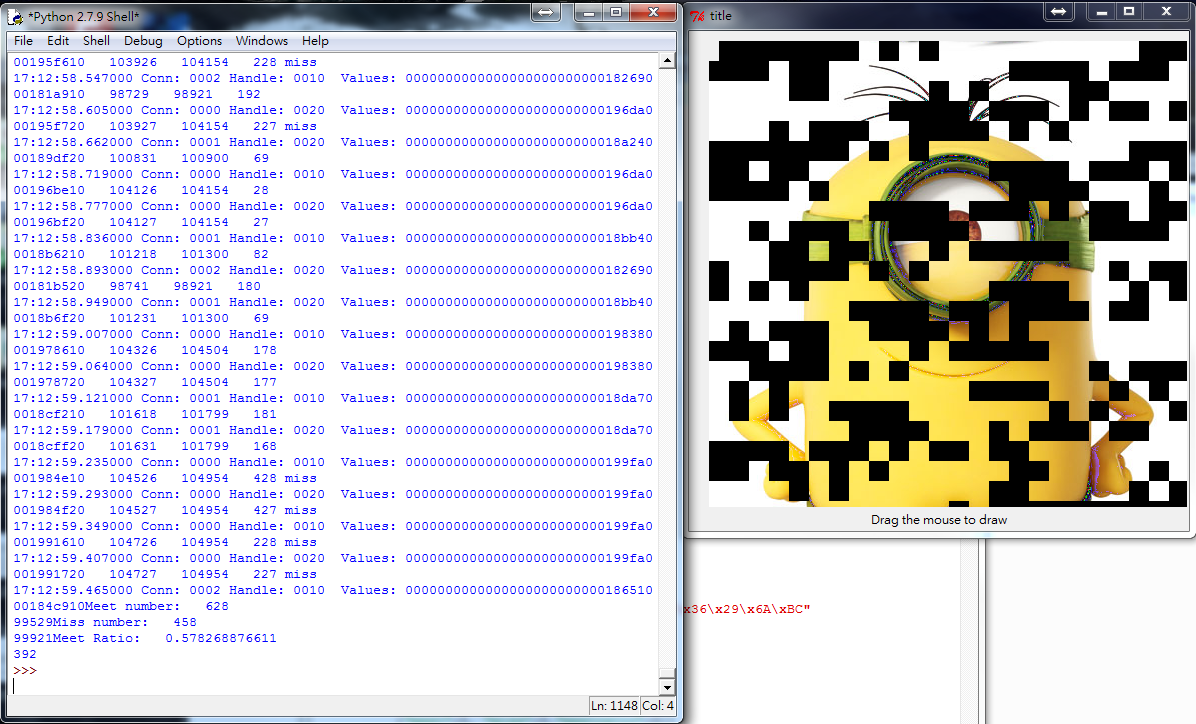 *Python 2.7.9 Shell*
File Edit Shell Debug Options Windows Help
00195f610 103926 104154 228 miss
17:12:58.547000 Conn: 0002 Handle: 0010 Values: 0000000000000000000000000182690
00181a910 98729 98921 192
17:12:58.605000 Conn: 0000 Handle: 0020 Values: 0000000000000000000000000196da0
00195f720 103927 104154 227 miss
17:12:58.662000 Conn: 0001 Handle: 0020 Values: 000000000000000000000000018a240
00189df20 100831 100900 69
17:12:58.719000 Conn: 0000 Handle: 0010 Values: 0000000000000000000000000196da0
00196be10 104126 104154 28
17:12:58.777000 Conn: 0000 Handle: 0020 Values: 0000000000000000000000000196da0
00196bf20 104127 104154 27
17:12:58.836000 Conn: 0001 Handle: 0010 Values: 000000000000000000000000018bb40
0018b6210 101218 101300 82
17:12:58.893000 Conn: 0002 Handle: 0020 Values: 0000000000000000000000000182690
00181b520 98741 98921 180
17:12:58.949000 Conn: 0001 Handle: 0020 Values: 000000000000000000000000018bb40
0018b6f20 101231 101300 69
17:12:59.007000 Conn: 0000 Handle: 0010 Values: 0000000000000000000000000198380
001978610 104326 104504 178
17:12:59.064000 Conn: 0000 Handle: 0020 Values: 0000000000000000000000000198380
001978720 104327 104504 177
17:12:59.121000 Conn: 0001 Handle: 0010 Values: 000000000000000000000000018da70
0018cf210 101618 101799 181
17:12:59.179000 Conn: 0001 Handle: 0020 Values: 000000000000000000000000018da70
0018cff20 101631 101799 168
17:12:59.235000 Conn: 0000 Handle: 0010 Values: 0000000000000000000000000199fa0
001984e10 104526 104954 428 miss
17:12:59.293000 Conn: 0000 Handle: 0020 Values: 0000000000000000000000000199fa0
001984f20 104527 104954 427 miss
17:12:59.349000 Conn: 0000 Handle: 0010 Values: 0000000000000000000000000199fa0
001991610 104726 104954 228 miss
17:12:59.407000 Conn: 0000 Handle: 0020 Values: 0000000000000000000000000199fa0
001991720 104727 104954 227 miss
17:12:59.465000 Conn: 0002 Handle: 0010 Values: 0000000000000000000000000186510
00184c910Meet number: 628
99529Miss number: 458
99921Meet Ratio: 0.578268876611
392
>>>
Ln: 1148 Col: 4
title
Drag the mouse to draw
x36\x29\x6A\xBC"